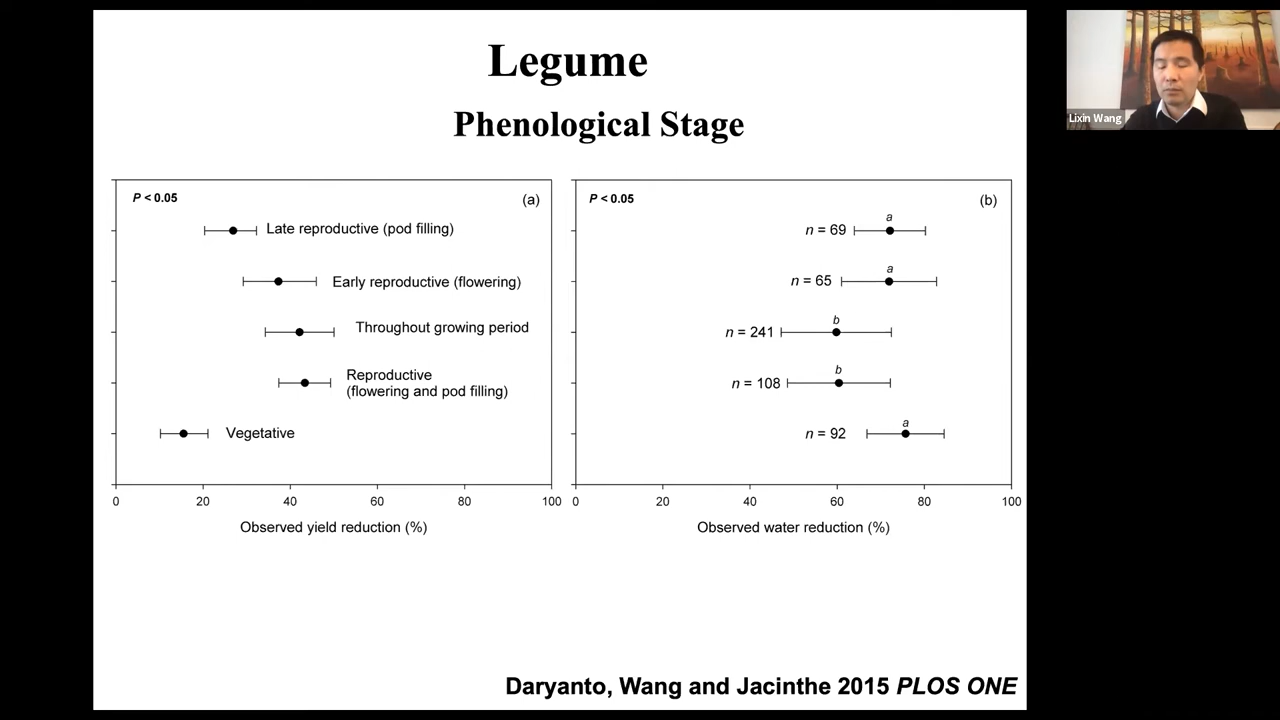 Legume
Phenological Stage
P < 0.05
(a)
Late reproductive (pod filling)
Early reproductive (flowering)
Throughout growing period
Reproductive
(flowering and pod filling)
Vegetative
0 20 40 60 80 100
Observed yield reduction (%)
P < 0.05
(b)
a
n = 69
a
n = 65
b
n = 241
b
n = 108
a
n = 92
0 20 40 60 80 100
Observed water reduction (%)
Daryanto, Wang and Jacinthe 2015 PLOS ONE
Lixin Wang